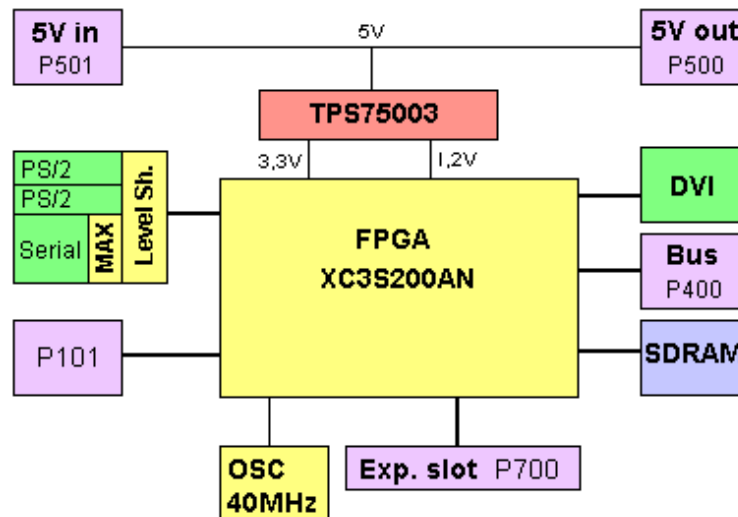 5V in
P501
5V
5V out
P500
TPS75003
3,3V
1,2V
PS/2
PS/2
Serial
MAX
Level Sh.
FPGA
XC3S200AN
DVI
Bus
P400
P101
SDRAM
OSC
40MHz
Exp. slot P700